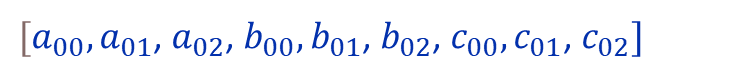 [a₀₀, a₀₁, a₀₂, b₀₀, b₀₁, b₀₂, c₀₀, c₀₁, c₀₂]